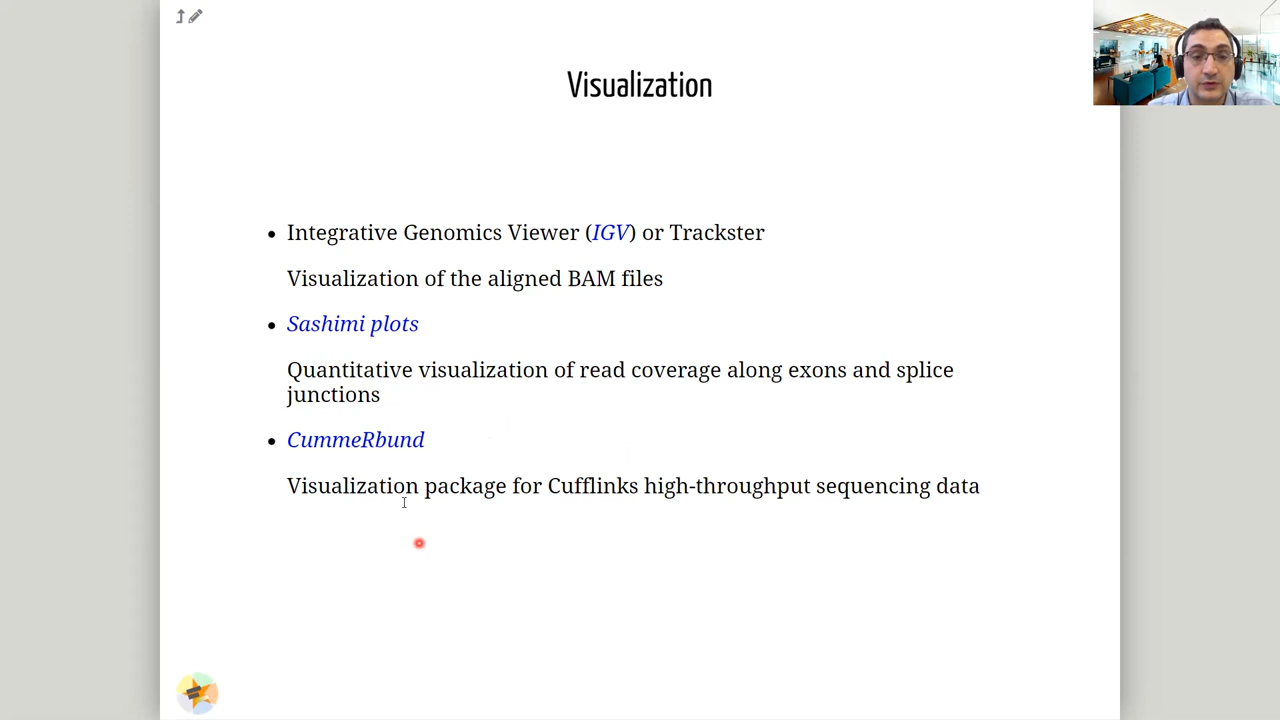 Visualization
Integrative Genomics Viewer (IGV) or Trackster
Visualization of the aligned BAM files
Sashimi plots
Quantitative visualization of read coverage along exons and splice
junctions
CummeRbund
Visualization package for Cufflinks high-throughput sequencing data